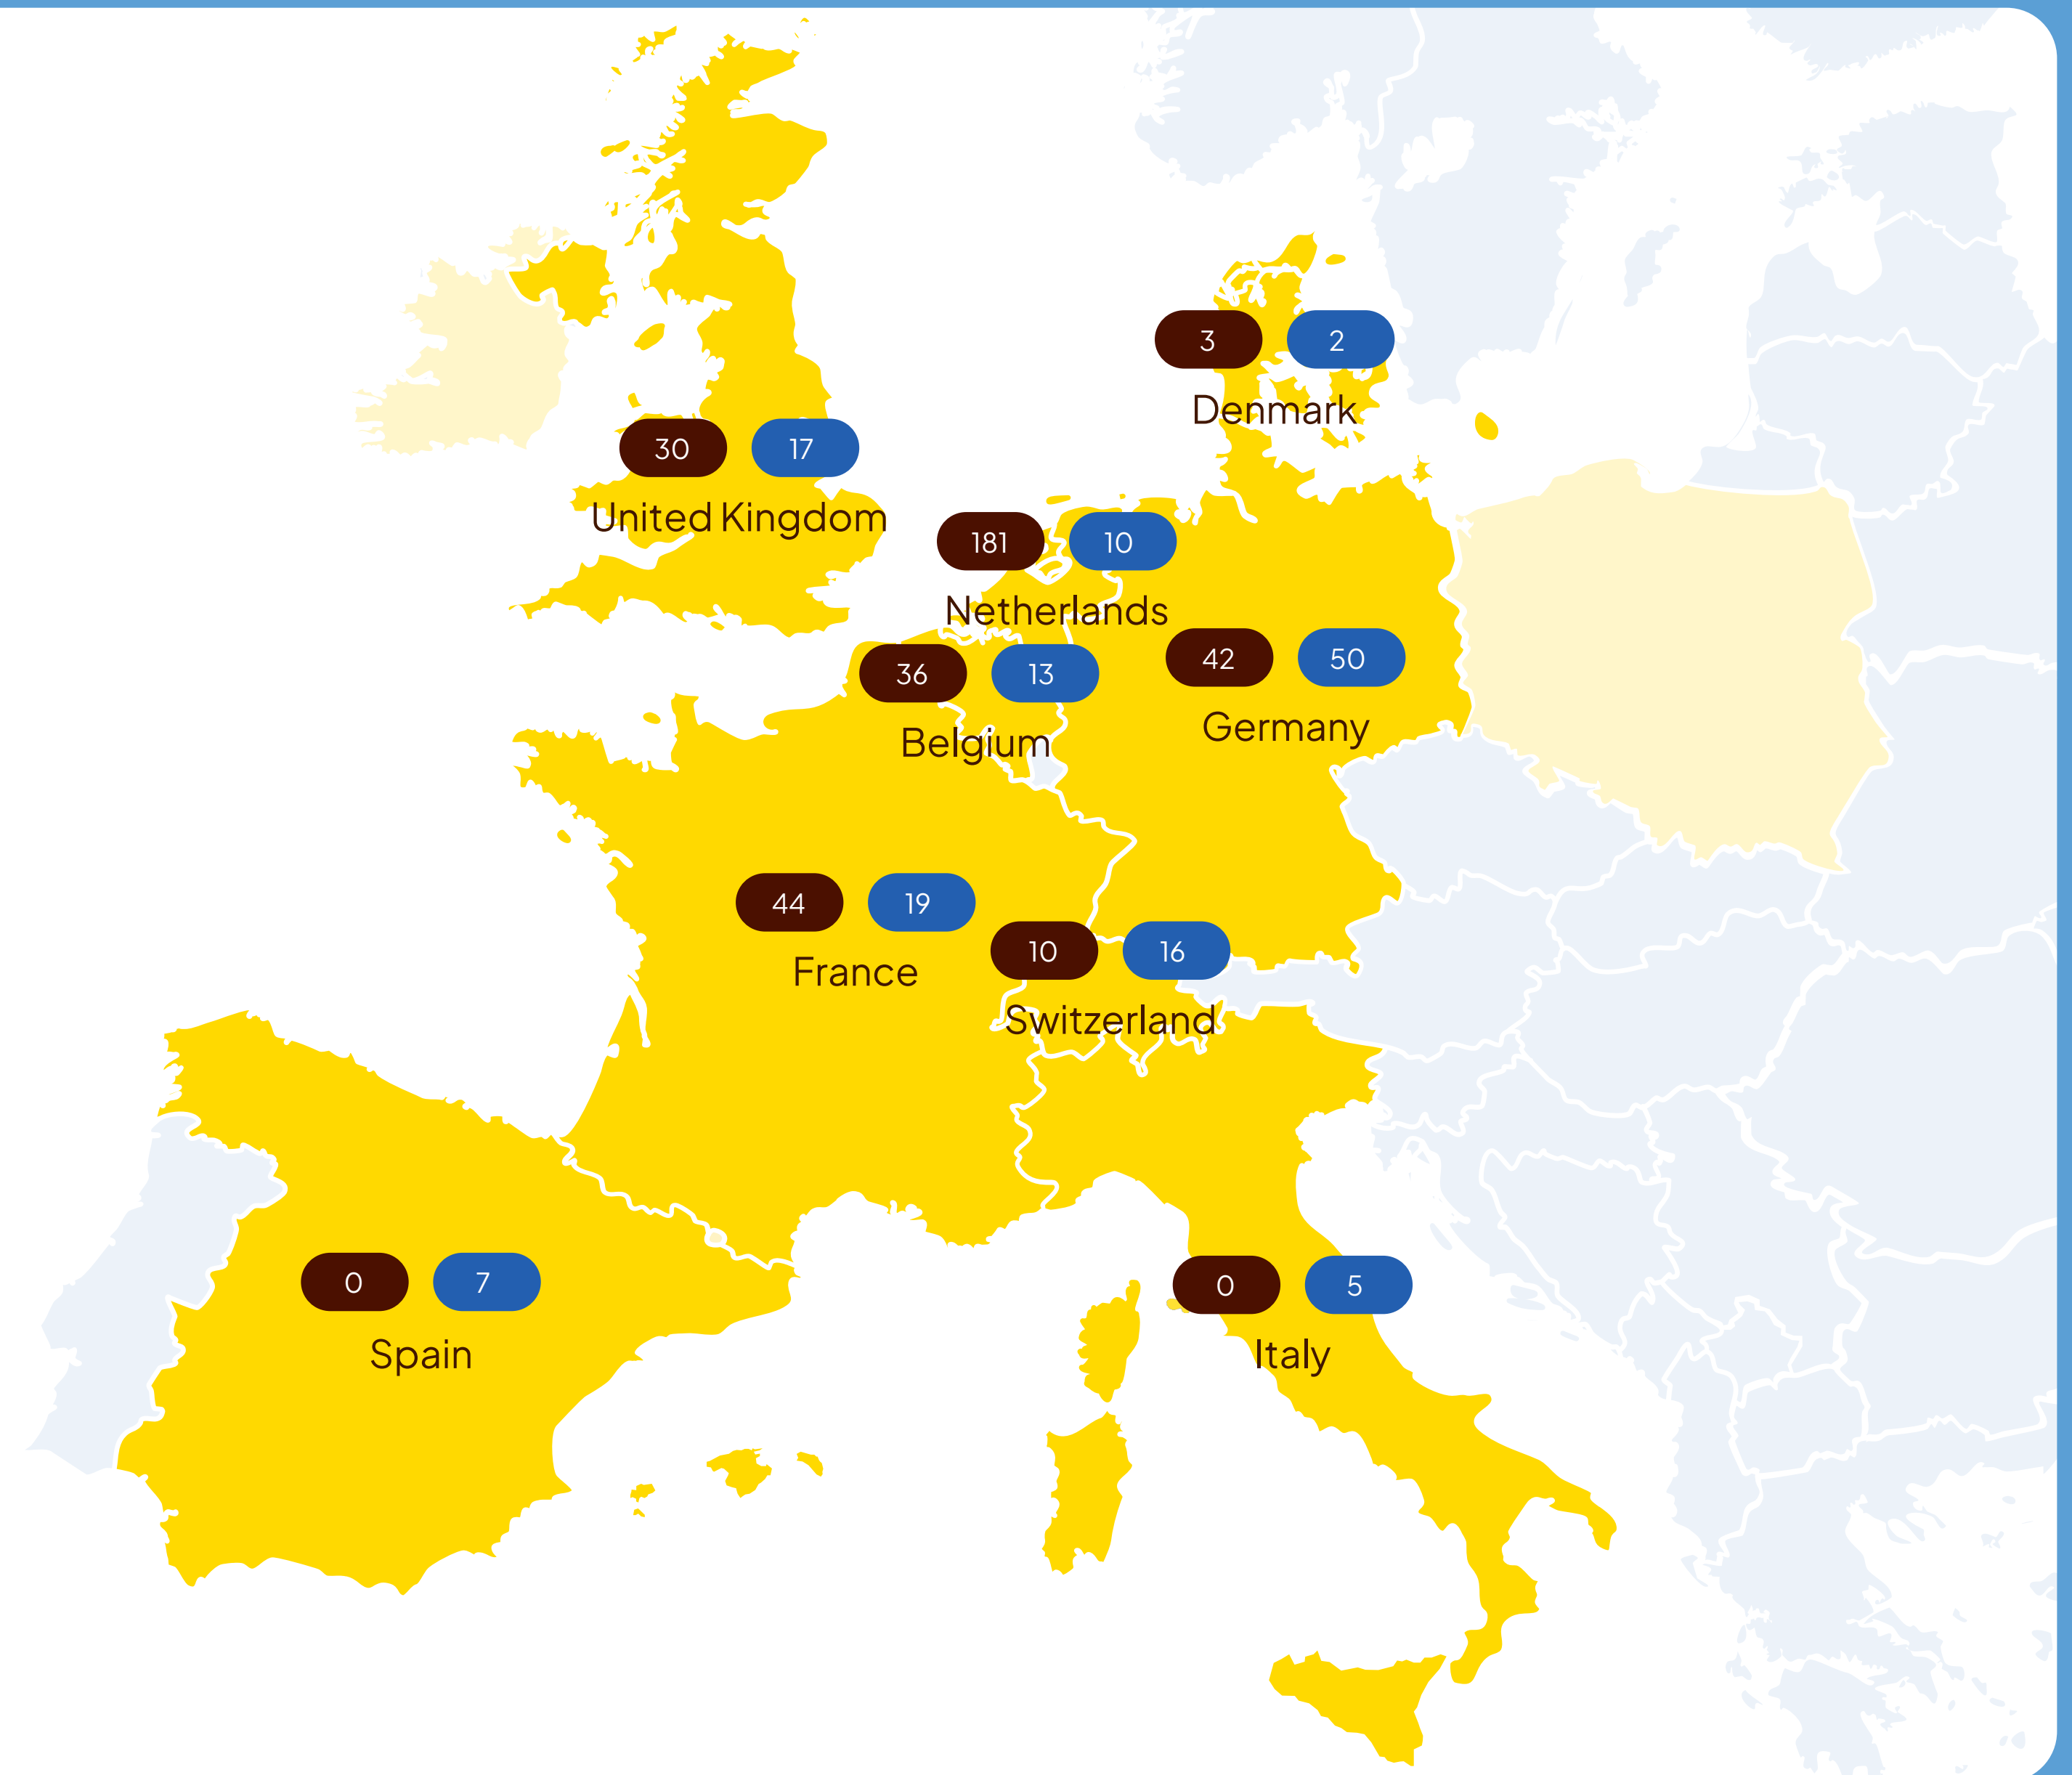 3 2
Denmark
30 17
United Kingdom
181 10
Netherlands
42 50
Germany
36 13
Belgium
44 19
France
10 16
Switzerland
0 7
Spain
0 5
Italy